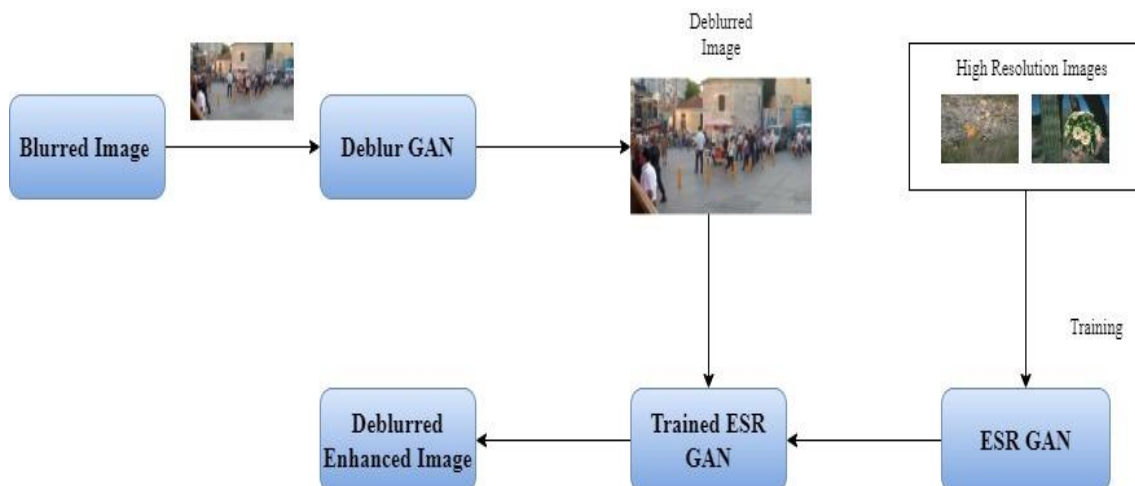 Deblurred
Image
High Resolution Images
Blurred Image
Deblur GAN
Training
Deblurred
Enhanced Image
Trained ESR
GAN
ESR GAN